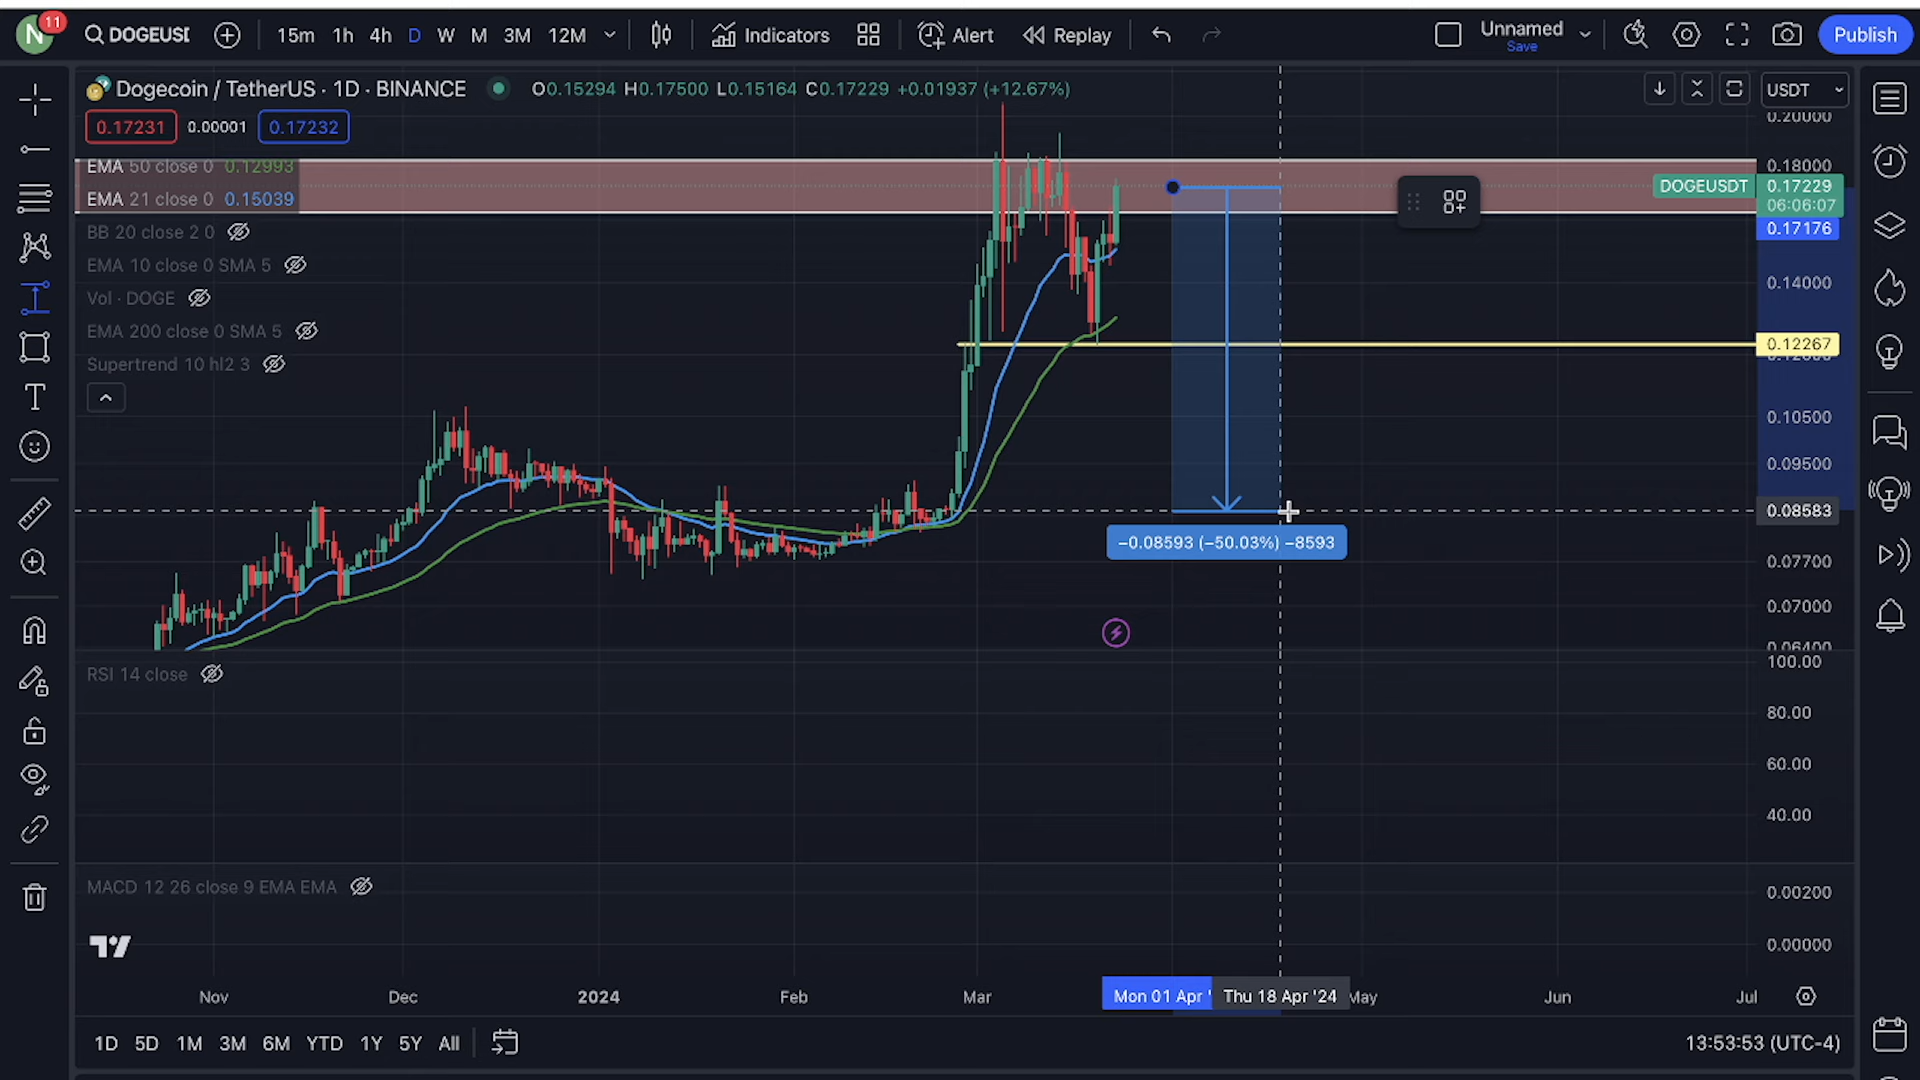 N 11 DOGEUSI 15m 1h 4h D W M 3M 12M Indicators Alert Replay Unnamed Save Publish
Dogecoin / TetherUS · 1D · BINANCE O0.15294 H0.17500 L0.15164 C0.17229 +0.01937 (+12.67%) USDT
0.17231 0.00001 0.17232
0.20000
EMA 50 close 0 0.12993
0.18000
EMA 21 close 0 0.15039
DOGEUSDT 0.17229
06:06:07
0.17176
BB 20 close 2 0
EMA 10 close 0 SMA 5
0.14000
Vol · DOGE
EMA 200 close 0 SMA 5
0.12267
0.12000
Supertrend 10 hl2 3
0.10500
0.09500
0.08583
−0.08593 (−50.03%) −8593
0.07700
0.07000
0.06400
100.00
RSI 14 close
80.00
60.00
40.00
MACD 12 26 close 9 EMA EMA
0.00200
0.00000
Nov Dec 2024 Feb Mar Mon 01 Apr ' Thu 18 Apr '24 May Jun Jul
1D 5D 1M 3M 6M YTD 1Y 5Y All 13:53:53 (UTC-4)